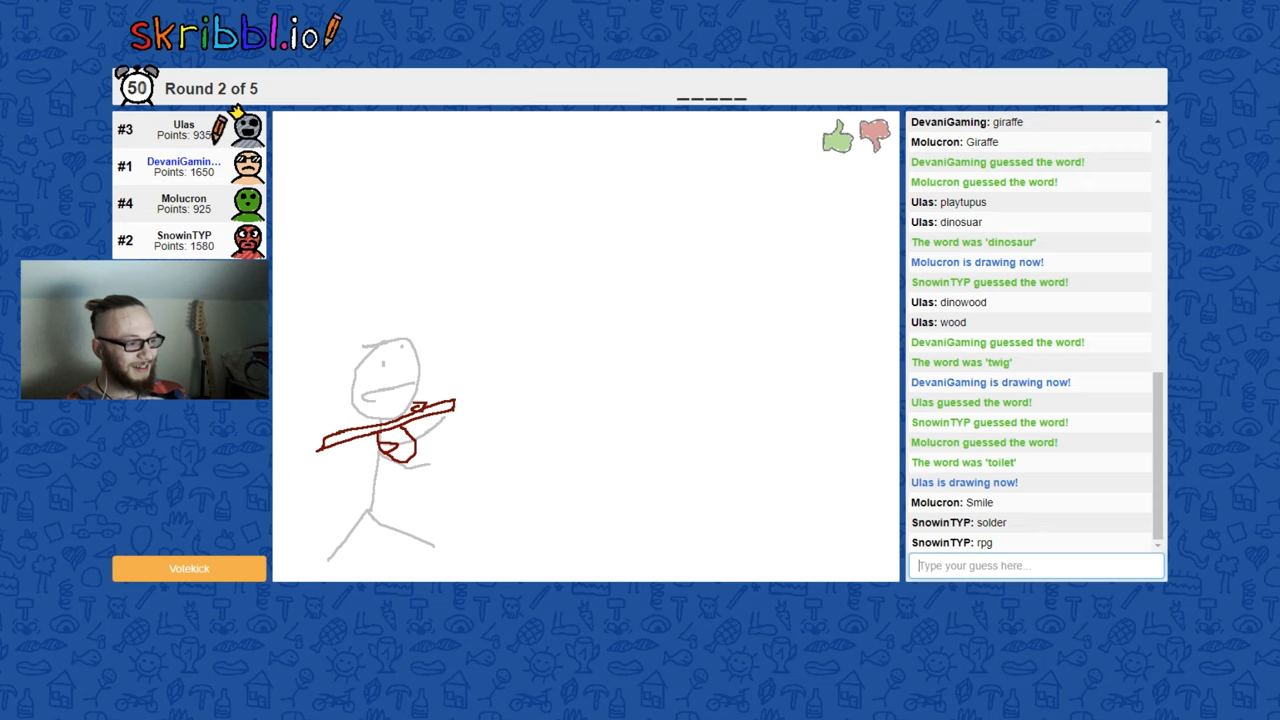 skribbl.io
50
Round 2 of 5
_____
#3
Ulas
Points: 935
#1
DevaniGamin...
Points: 1650
#4
Molucron
Points: 925
#2
SnowinTYP
Points: 1580
Votekick
DevaniGaming: giraffe
Molucron: Giraffe
DevaniGaming guessed the word!
Molucron guessed the word!
Ulas: playtupus
Ulas: dinosuar
The word was 'dinosaur'
Molucron is drawing now!
SnowinTYP guessed the word!
Ulas: dinowood
Ulas: wood
DevaniGaming guessed the word!
The word was 'twig'
DevaniGaming is drawing now!
Ulas guessed the word!
SnowinTYP guessed the word!
Molucron guessed the word!
The word was 'toilet'
Ulas is drawing now!
Molucron: Smile
SnowinTYP: solder
SnowinTYP: rpg
Type your guess here...